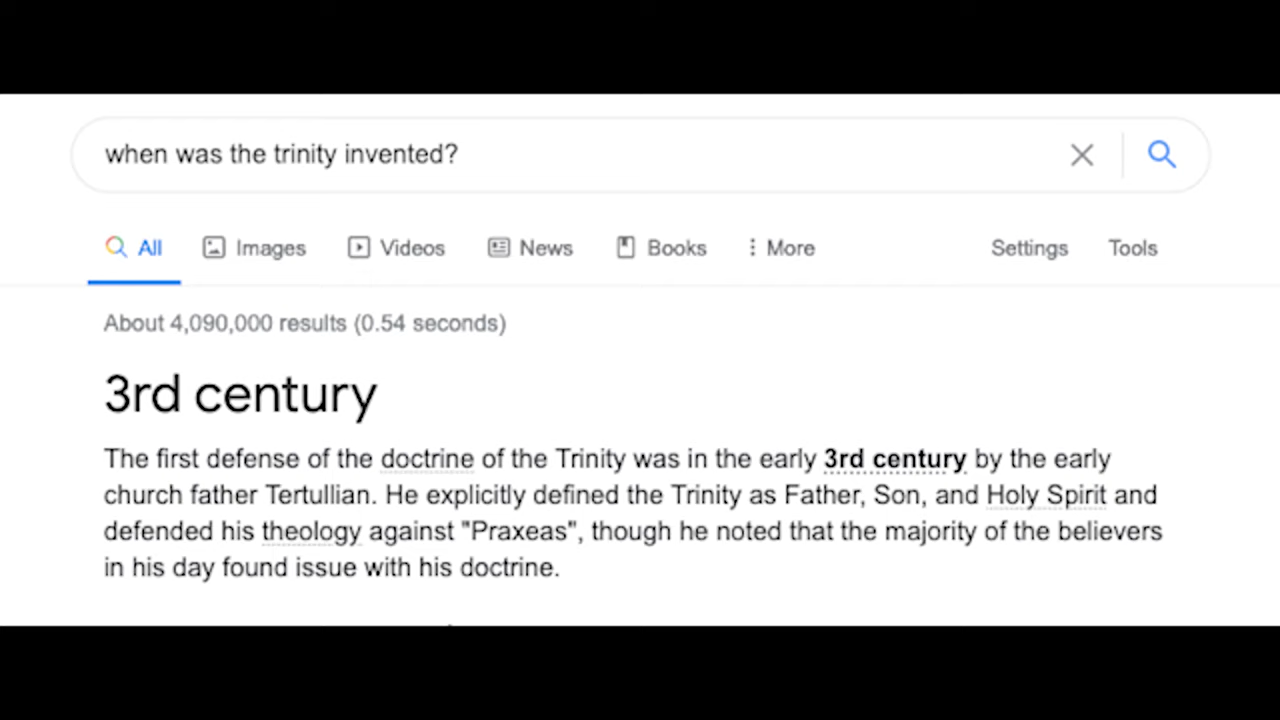 when was the trinity invented?
All Images Videos News Books More Settings Tools
About 4,090,000 results (0.54 seconds)
3rd century
The first defense of the doctrine of the Trinity was in the early 3rd century by the early
church father Tertullian. He explicitly defined the Trinity as Father, Son, and Holy Spirit and
defended his theology against "Praxeas", though he noted that the majority of the believers
in his day found issue with his doctrine.